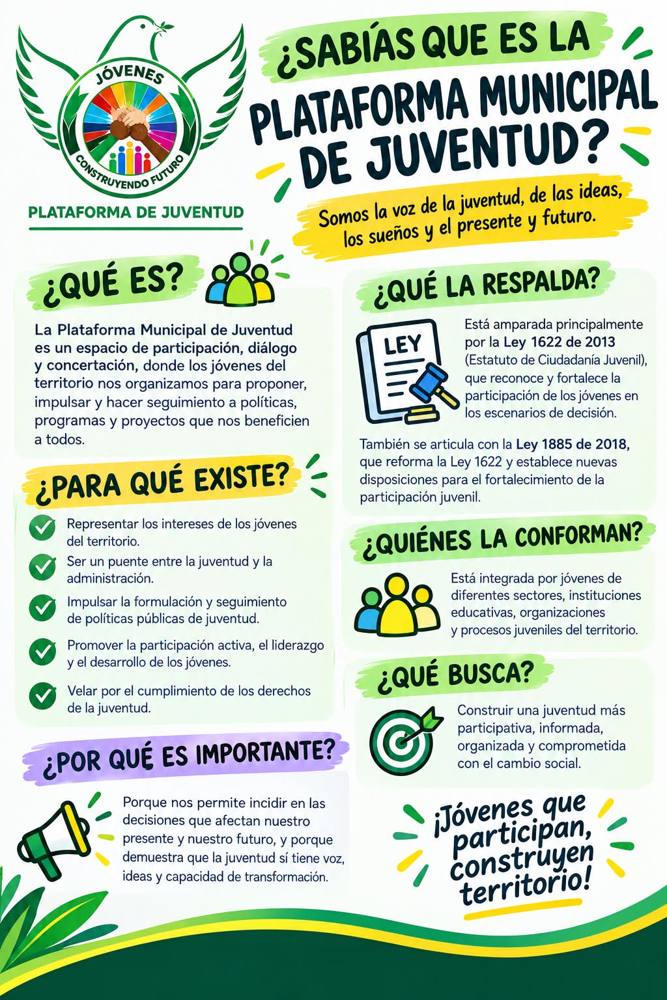 JÓVENES
CONSTRUYENDO FUTURO
PLATAFORMA DE JUVENTUD
¿SABÍAS QUE ES LA
PLATAFORMA MUNICIPAL
DE JUVENTUD?
Somos la voz de la juventud, de las ideas,
los sueños y el presente y futuro.
¿QUÉ ES?
La Plataforma Municipal de Juventud
es un espacio de participación, diálogo
y concertación, donde los jóvenes del
territorio nos organizamos para proponer,
impulsar y hacer seguimiento a políticas,
programas y proyectos que nos beneficien
a todos.
¿PARA QUÉ EXISTE?
Representar los intereses de los jóvenes
del territorio.
Ser un puente entre la juventud y la
administración.
Impulsar la formulación y seguimiento
de políticas públicas de juventud.
Promover la participación activa, el liderazgo
y el desarrollo de los jóvenes.
Velar por el cumplimiento de los derechos
de la juventud.
¿POR QUÉ ES IMPORTANTE?
Porque nos permite incidir en las
decisiones que afectan nuestro
presente y nuestro futuro, y porque
demuestra que la juventud sí tiene voz,
ideas y capacidad de transformación.
¿QUÉ LA RESPALDA?
LEY
Está amparada principalmente
por la Ley 1622 de 2013
(Estatuto de Ciudadanía Juvenil),
que reconoce y fortalece la
participación de los jóvenes en
los escenarios de decisión.
También se articula con la Ley 1885 de 2018,
que reforma la Ley 1622 y establece nuevas
disposiciones para el fortalecimiento de la
participación juvenil.
¿QUIÉNES LA CONFORMAN?
Está integrada por jóvenes de
diferentes sectores, instituciones
educativas, organizaciones
y procesos juveniles del territorio.
¿QUÉ BUSCA?
Construir una juventud más
participativa, informada,
organizada y comprometida
con el cambio social.
¡Jóvenes que
participan,
construyen
territorio!